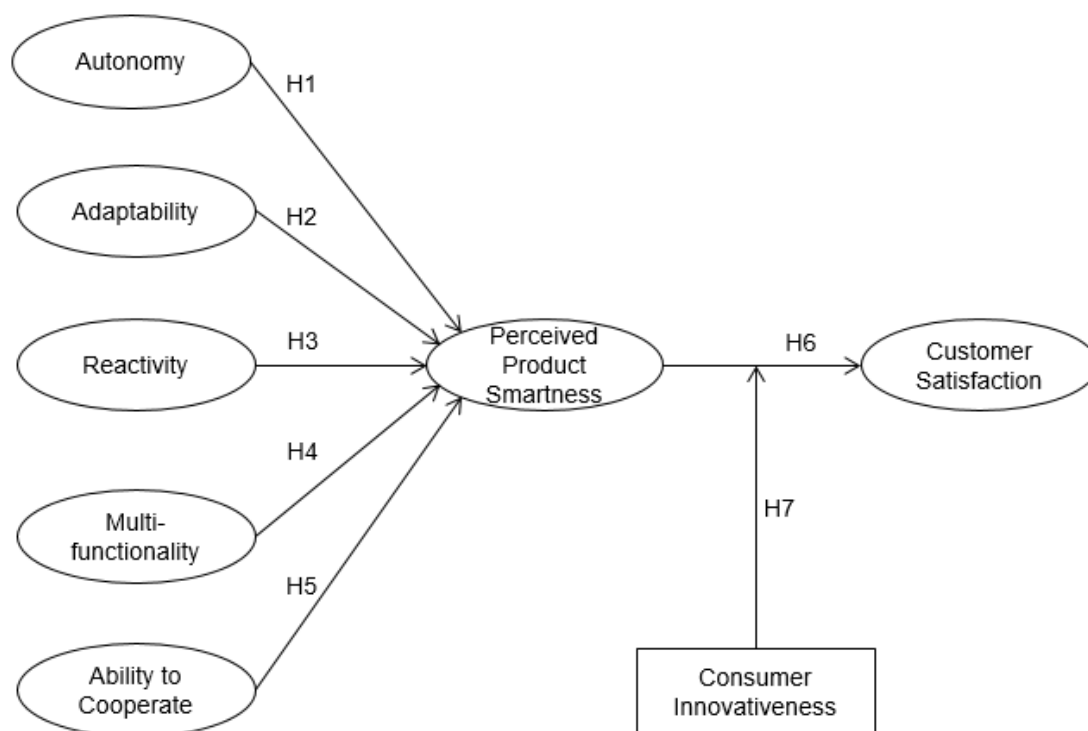 Autonomy
H1
Adaptability
H2
Reactivity
H3
Perceived
Product
Smartness
H6
Customer
Satisfaction
Multi-
functionality
H4
H7
Ability to
Cooperate
H5
Consumer
Innovativeness